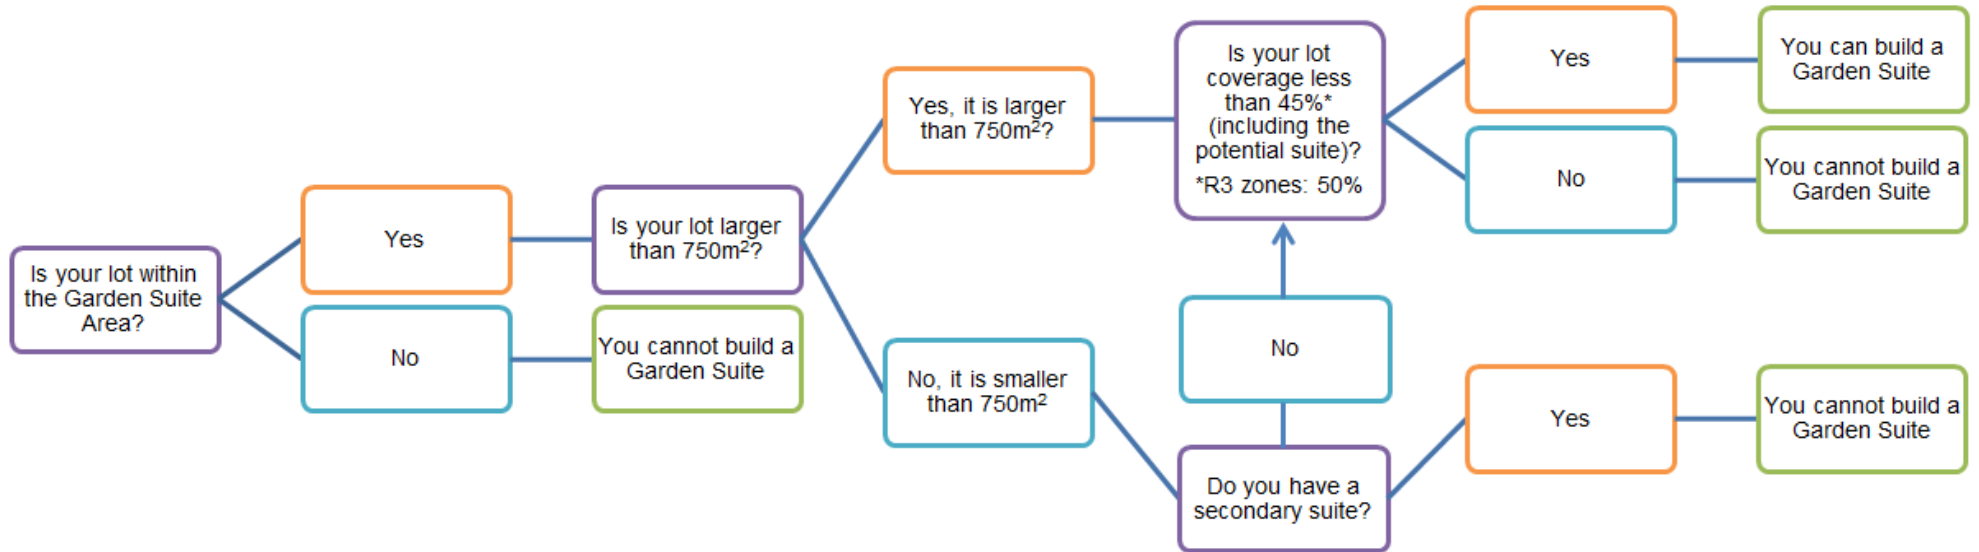 Is your lot within
the Garden Suite
Area?
Yes
No
Is your lot larger
than 750m²?
You cannot build a
Garden Suite
Yes, it is larger
than 750m²?
No, it is smaller
than 750m²
Is your lot
coverage less
than 45%*
(including the
potential suite)?
*R3 zones: 50%
No
Do you have a
secondary suite?
Yes
You can build a
Garden Suite
No
You cannot build a
Garden Suite
Yes
You cannot build a
Garden Suite